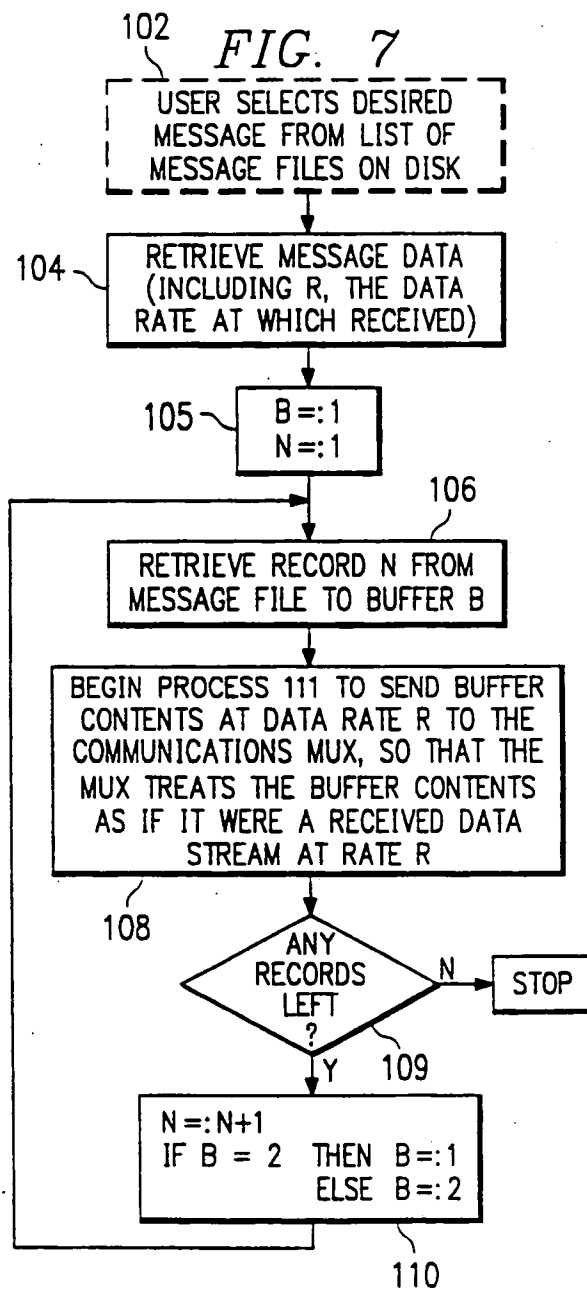 FIG. 7
102
USER SELECTS DESIRED
MESSAGE FROM LIST OF
MESSAGE FILES ON DISK
104
RETRIEVE MESSAGE DATA
(INCLUDING R, THE DATA
RATE AT WHICH RECEIVED)
105
B=:1
N=:1
106
RETRIEVE RECORD N FROM
MESSAGE FILE TO BUFFER B
BEGIN PROCESS 111 TO SEND BUFFER
CONTENTS AT DATA RATE R TO THE
COMMUNICATIONS MUX, SO THAT THE
MUX TREATS THE BUFFER CONTENTS
AS IF IT WERE A RECEIVED DATA
STREAM AT RATE R
108
ANY
RECORDS
LEFT
?
N
STOP
109
Y
N=:N+1
IF B = 2 THEN B=:1
ELSE B=:2
110